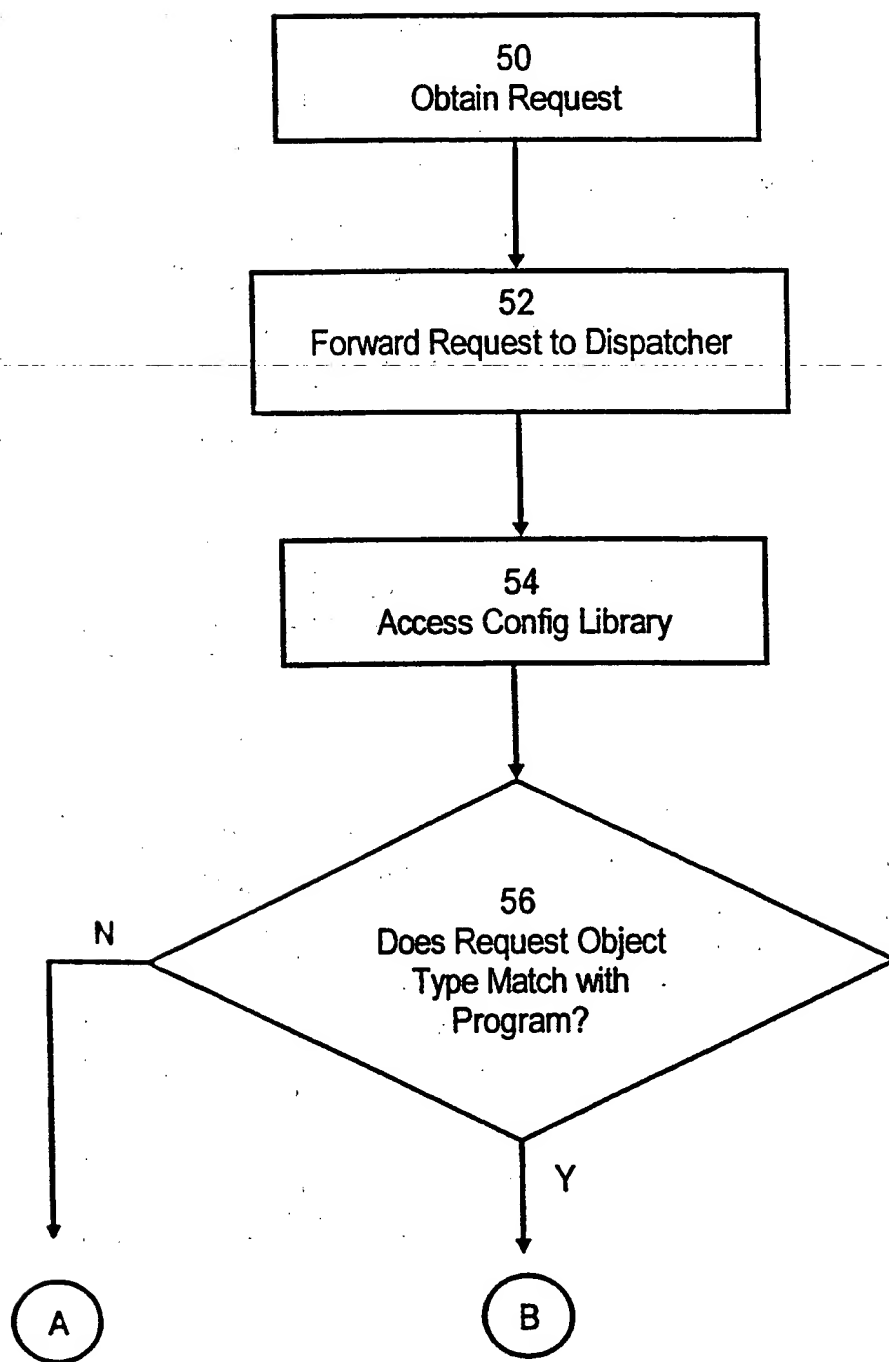 50
Obtain Request
52
Forward Request to Dispatcher
54
Access Config Library
56
Does Request Object
Type Match with
Program?
N
Y
A
B